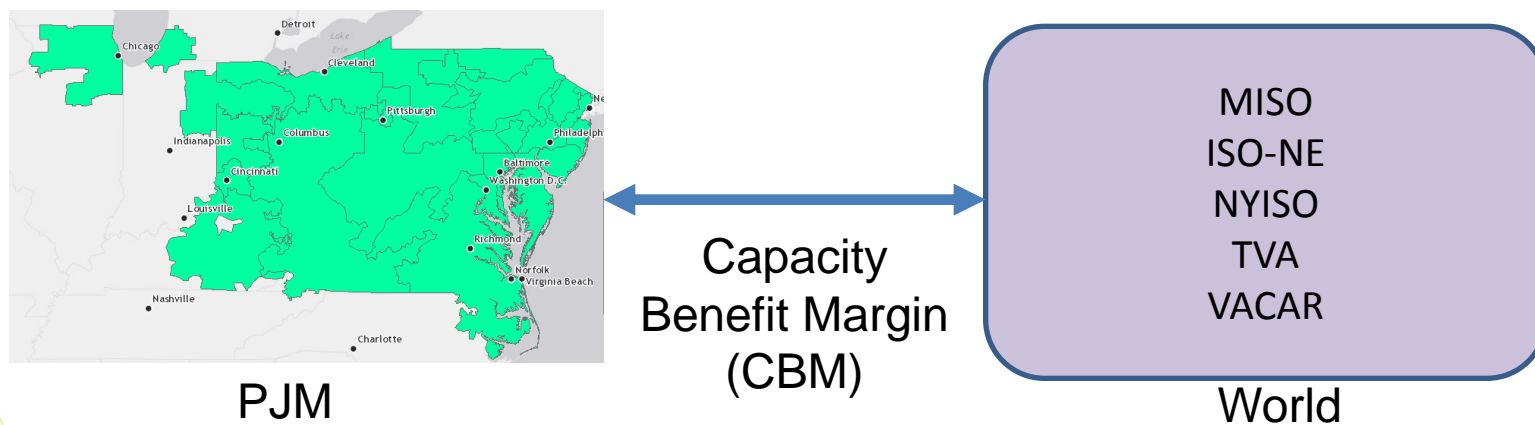 Detroit
Lake
Erie
Chicago
Cleveland
Ne
Pittsburgh
Philadelph
Columbus
Indianapolis
Baltimore
Washington D.C.
Cincinnati
Louisville
Richmond
Norfolk
Virginia Beach
Nashville
Charlotte
PJM
Capacity
Benefit Margin
(CBM)
MISO
ISO-NE
NYISO
TVA
VACAR
World